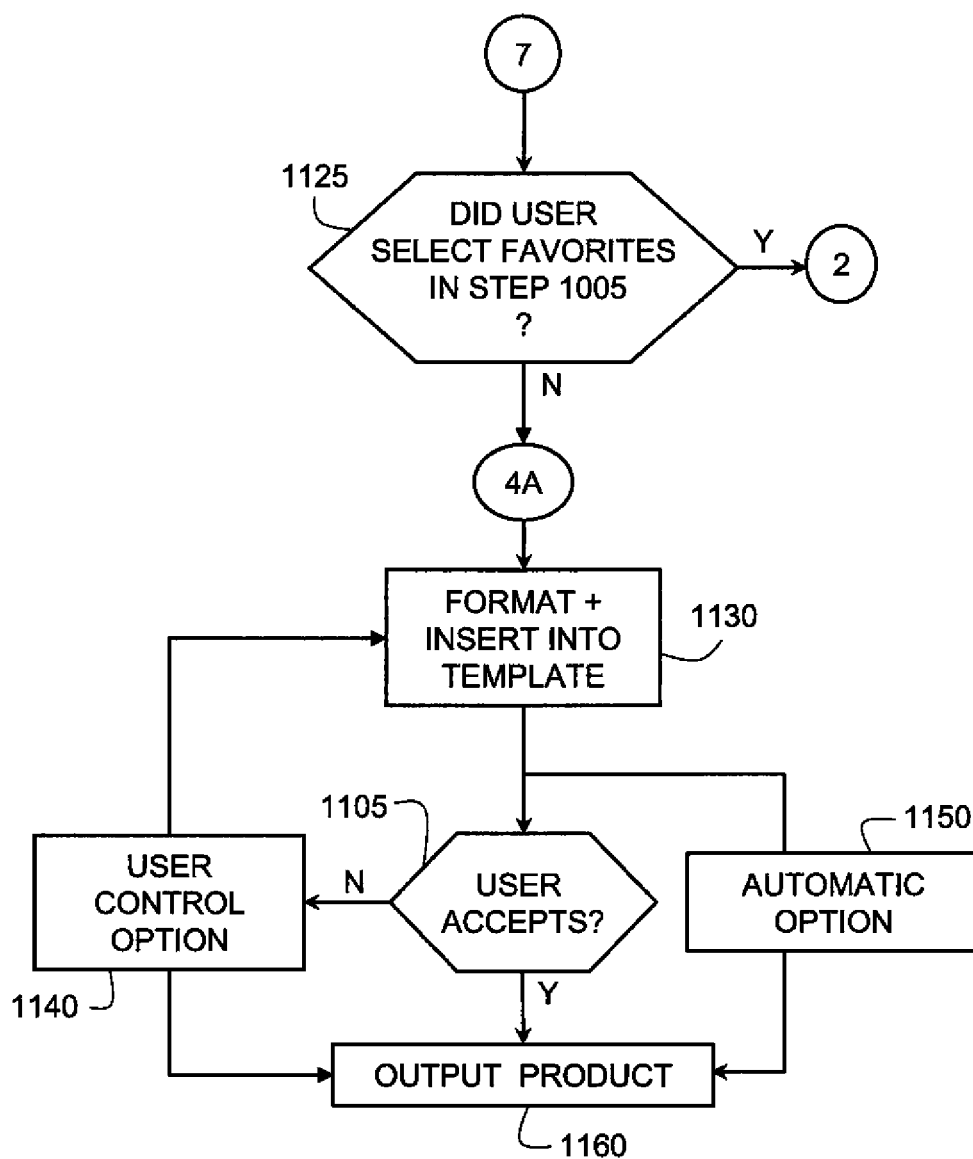 7
1125
DID USER
SELECT FAVORITES
IN STEP 1005
?
Y
2
N
4A
FORMAT +
INSERT INTO
TEMPLATE
1130
1105
1150
USER
CONTROL
OPTION
N
USER
ACCEPTS?
AUTOMATIC
OPTION
1140
Y
OUTPUT PRODUCT
1160